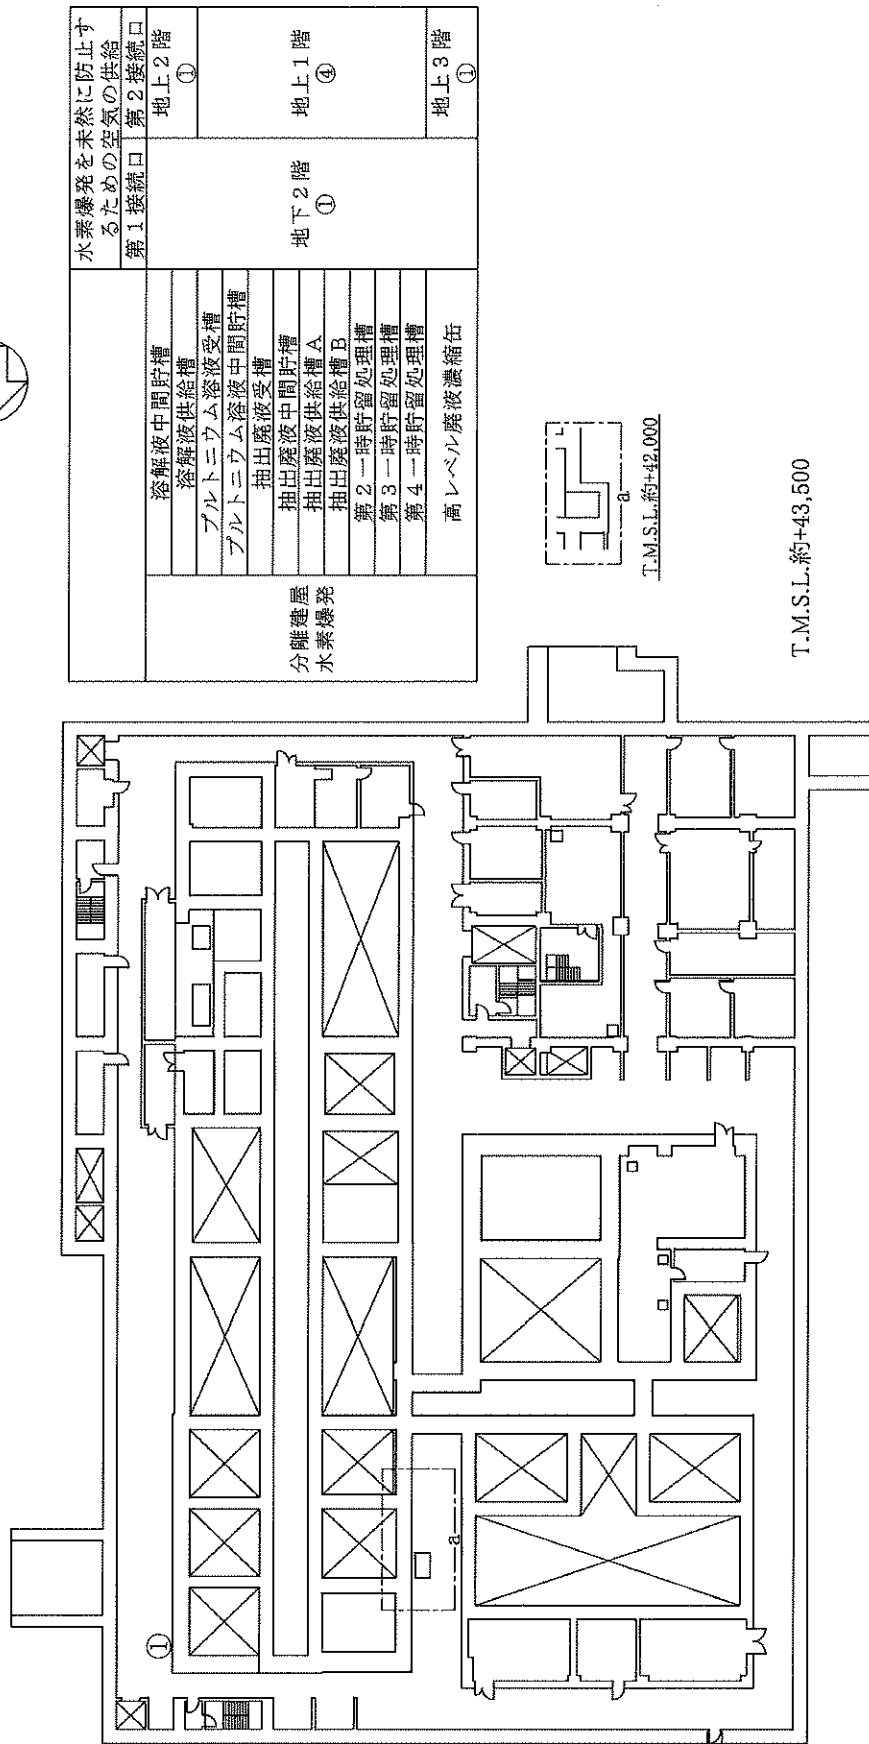 水素爆発を未然に防止す
るための空気の供給
第1接続口 第2接続口
分離建屋
水素爆発
溶解液中間貯槽
溶解液供給槽
プルトニウム溶液受槽
プルトニウム溶液中間貯槽
抽出廃液受槽
抽出廃液中間貯槽
抽出廃液供給槽A
抽出廃液供給槽B
第2一時貯留処理槽
第3一時貯留処理槽
第4一時貯留処理槽
高レベル廃液濃縮缶
地下2階
①
地上2階
①
地上1階
④
地上3階
①
a
T.M.S.L.約+42,000
T.M.S.L.約+43,500
①
a